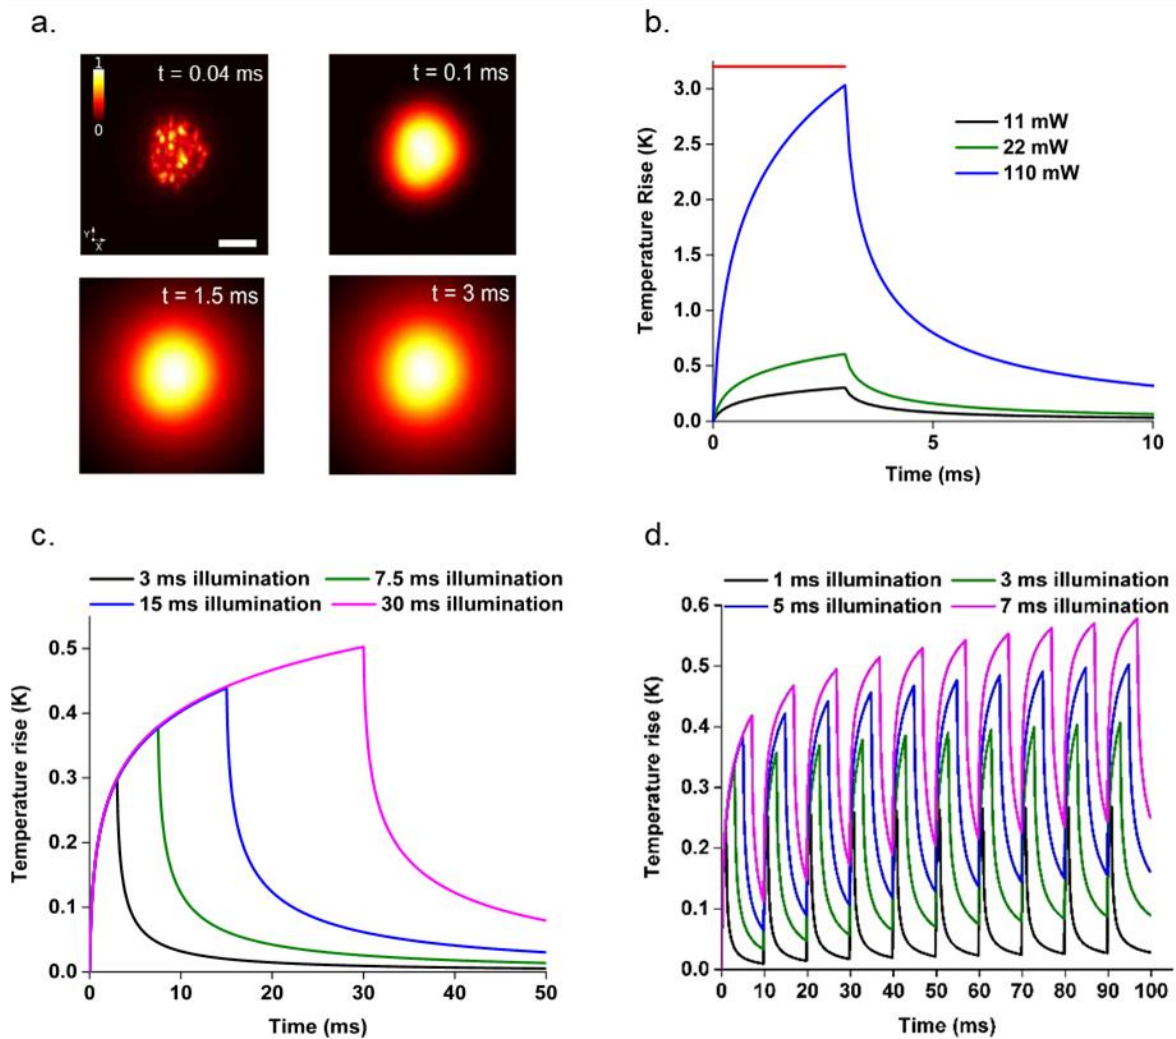 a.
1
0
t = 0.04 ms
Y
X
t = 0.1 ms
t = 1.5 ms
t = 3 ms
b.
Temperature Rise (K)
3.0
2.5
2.0
1.5
1.0
0.5
0.0
11 mW
22 mW
110 mW
0 5 10
Time (ms)
c.
3 ms illumination 7.5 ms illumination
15 ms illumination 30 ms illumination
Temperature rise (K)
0.5
0.4
0.3
0.2
0.1
0.0
0 10 20 30 40 50
Time (ms)
d.
1 ms illumination 3 ms illumination
5 ms illumination 7 ms illumination
Temperature rise (K)
0.6
0.5
0.4
0.3
0.2
0.1
0.0
0 10 20 30 40 50 60 70 80 90 100
Time (ms)